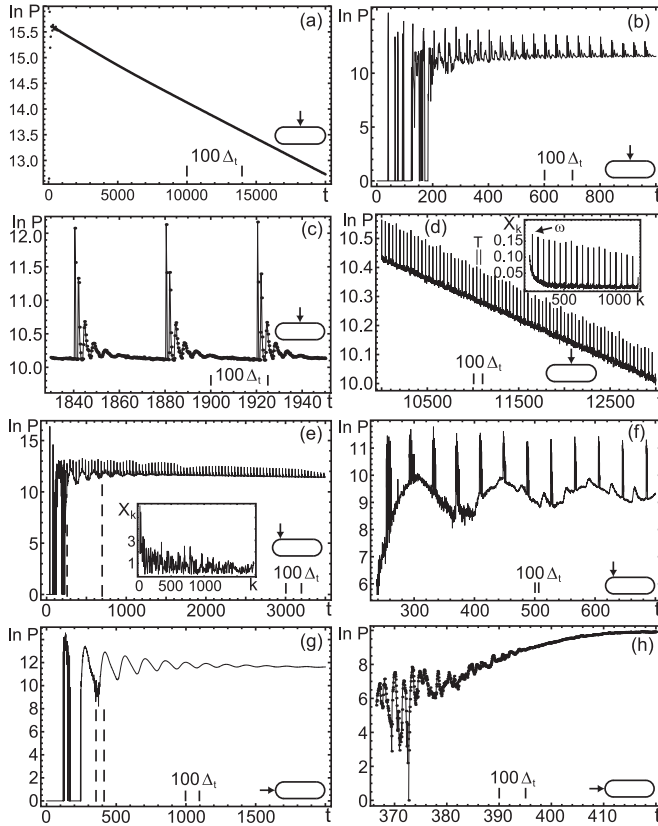 ln P
(a)
15.5
15.0
14.5
14.0
13.5
13.0
100 Δt
0 5000 10000 15000 t
ln P
(b)
10
5
0
100 Δt
0 200 400 600 800 t
ln P
(c)
12.0
11.5
11.0
10.5
10.0
100 Δt
1840 1860 1880 1900 1920 1940 t
ln P
(d)
10.5
10.4
10.3
10.2
10.1
10.0
T
100 Δt
10500 11500 12500 t
Xk
ω
0.15
0.10
0.05
500 1000 k
ln P
(e)
15
10
5
0
100 Δt
0 1000 2000 3000 t
Xk
3
1
0 500 1000 k
ln P
(f)
11
10
9
8
7
6
100 Δt
300 400 500 600 t
ln P
(g)
14
12
10
8
6
4
2
0
100 Δt
0 500 1000 1500 t
ln P
(h)
10
8
6
4
2
0
100 Δt
370 380 390 400 410 t